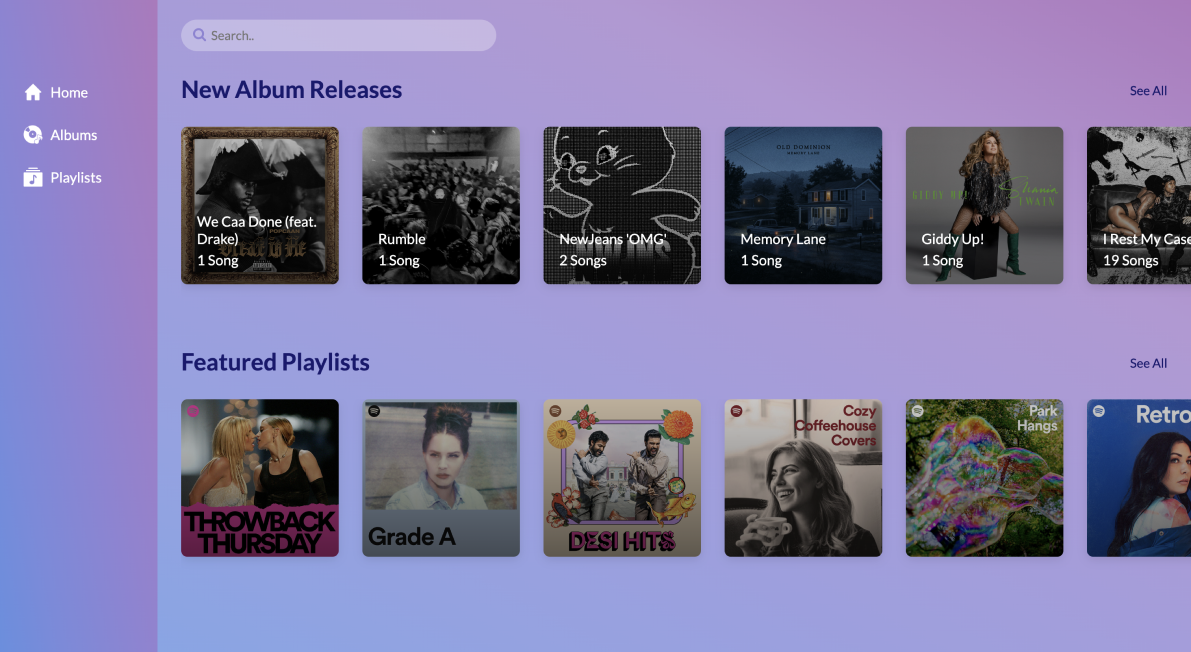 Search..
Home
Albums
Playlists
New Album Releases
See All
We Caa Done (feat.
Drake)
1 Song
POPCAAN
Rumble
1 Song
NewJeans 'OMG'
2 Songs
OLD DOMINION
MEMORY LANE
Memory Lane
1 Song
GIDDY UP!
Shania
TWAIN
Giddy Up!
1 Song
I Rest My Case
19 Songs
Featured Playlists
See All
THROWBACK
THURSDAY
Grade A
DESI HITS
Cozy
Coffeehouse
Covers
Park
Hangs
Retro